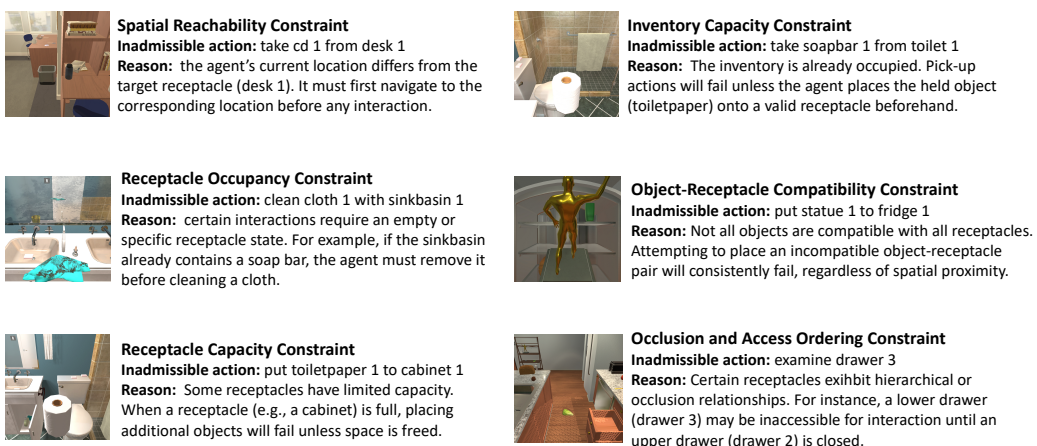 Spatial Reachability Constraint
Inadmissible action: take cd 1 from desk 1
Reason: the agent's current location differs from the
target receptacle (desk 1). It must first navigate to the
corresponding location before any interaction.
Inventory Capacity Constraint
Inadmissible action: take soapbar 1 from toilet 1
Reason: The inventory is already occupied. Pick-up
actions will fail unless the agent places the held object
(toiletpaper) onto a valid receptacle beforehand.
Receptacle Occupancy Constraint
Inadmissible action: clean cloth 1 with sinkbasin 1
Reason: certain interactions require an empty or
specific receptacle state. For example, if the sinkbasin
already contains a soap bar, the agent must remove it
before cleaning a cloth.
Object-Receptacle Compatibility Constraint
Inadmissible action: put statue 1 to fridge 1
Reason: Not all objects are compatible with all receptacles.
Attempting to place an incompatible object-receptacle
pair will consistently fail, regardless of spatial proximity.
Receptacle Capacity Constraint
Inadmissible action: put toiletpaper 1 to cabinet 1
Reason: Some receptacles have limited capacity.
When a receptacle (e.g., a cabinet) is full, placing
additional objects will fail unless space is freed.
Occlusion and Access Ordering Constraint
Inadmissible action: examine drawer 3
Reason: Certain receptacles exihbit hierarchical or
occlusion relationships. For instance, a lower drawer
(drawer 3) may be inaccessible for interaction until an
upper drawer (drawer 2) is closed.